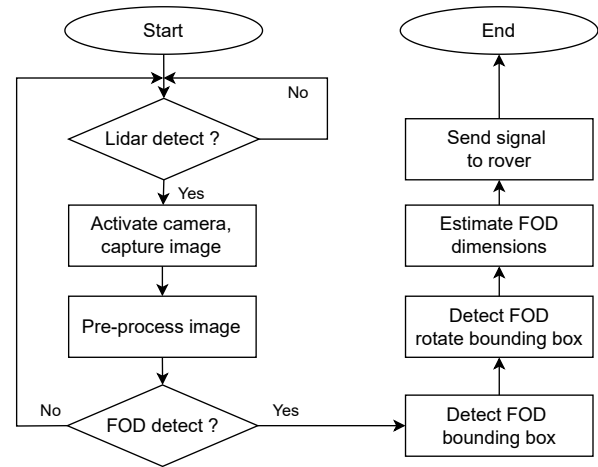 Start
No
Lidar detect ?
Yes
Activate camera,
capture image
Pre-process image
No
FOD detect ?
Yes
End
Send signal
to rover
Estimate FOD
dimensions
Detect FOD
rotate bounding box
Detect FOD
bounding box